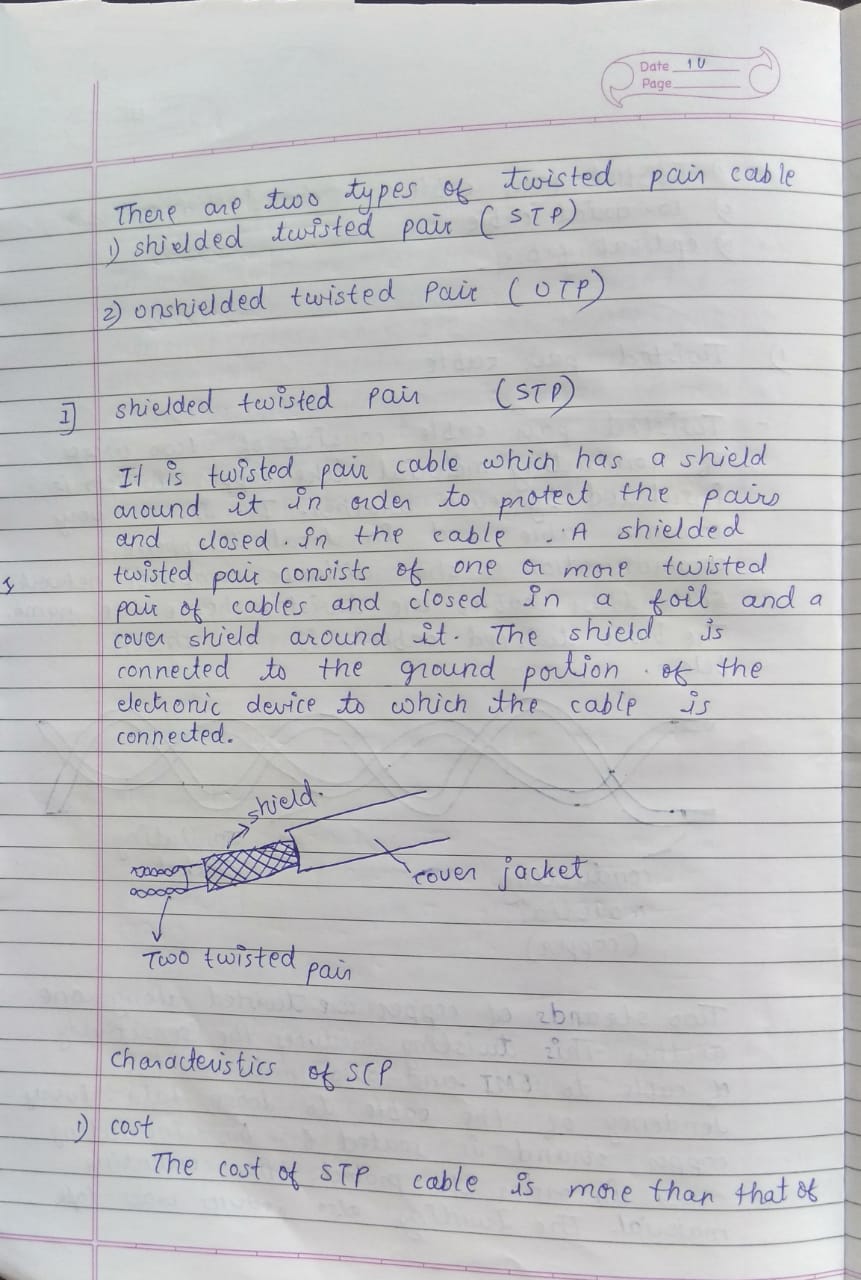 Date 10
Page
There are two types of twisted pair cable
1) shielded twisted pair (STP)
2) onshielded twisted Pair (OTP)
I] shielded twisted pair (STP)
It is twisted pair cable which has a shield
around it in order to protect the pairs
and closed. in the cable . A shielded
twisted pair consists of one or more twisted
pair of cables and closed in a foil and a
cover shield around it. The shield is
connected to the ground portion . of the
electronic device to which the cable is
connected.
shield.
cover jacket
Two twisted pair
characteristics of SCP
1) cost
The cost of STP cable is more than that of